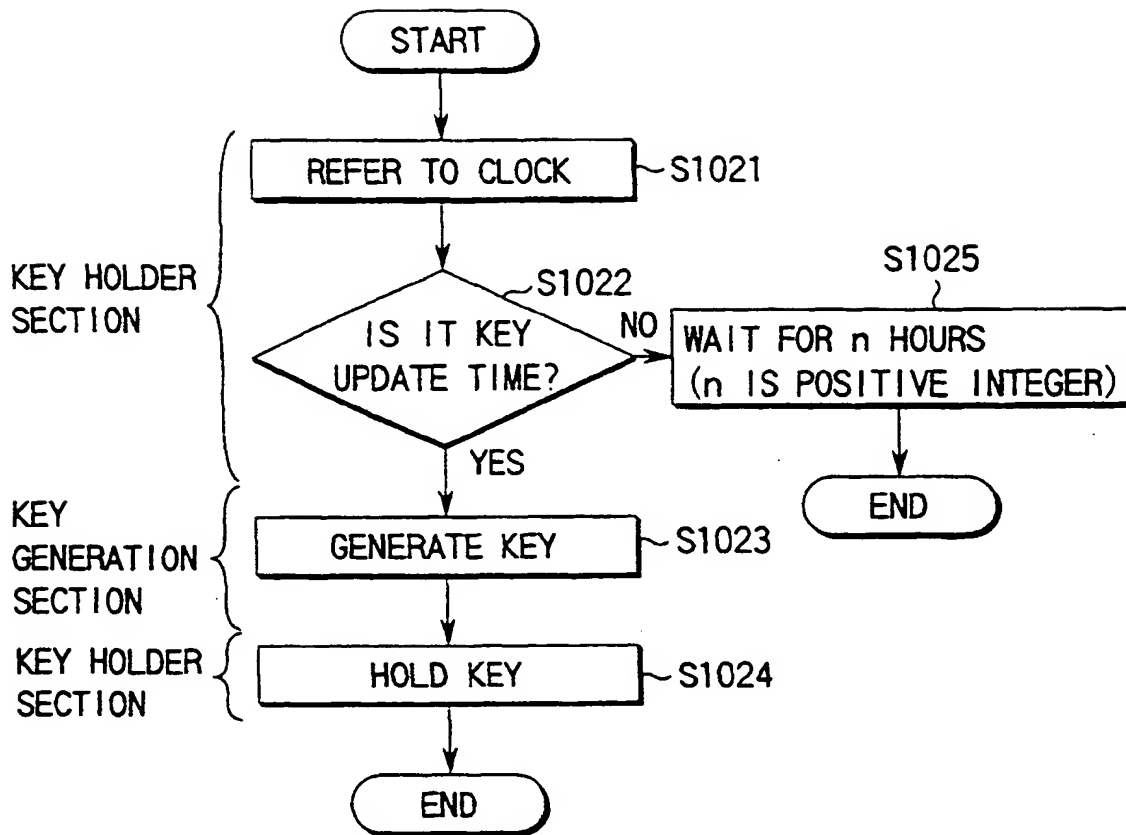 START
REFER TO CLOCK
S1021
KEY HOLDER
SECTION
S1022
IS IT KEY
UPDATE TIME?
NO
S1025
WAIT FOR n HOURS
(n IS POSITIVE INTEGER)
END
YES
KEY
GENERATION
SECTION
GENERATE KEY
S1023
KEY HOLDER
SECTION
HOLD KEY
S1024
END